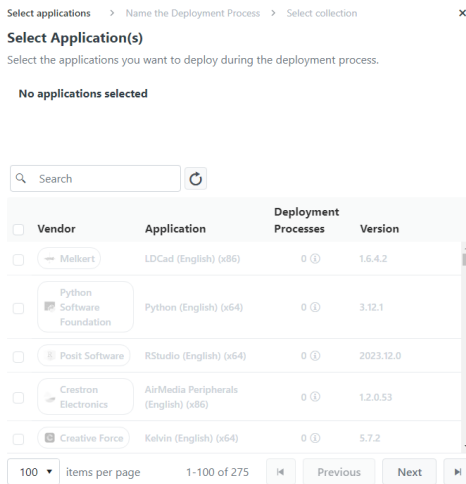 Select applications > Name the Deployment Process > Select collection ×
Select Application(s)
Select the applications you want to deploy during the deployment process.
No applications selected
Search
Deployment
Vendor Application Processes Version
Melkert LDCad (English) (x86) 0 1.6.4.2
Python
Software Python (English) (x64) 0 3.12.1
Foundation
Posit Software RStudio (English) (x64) 0 2023.12.0
Crestron AirMedia Peripherals
Electronics (English) (x86) 0 1.2.0.53
Creative Force Kelvin (English) (x64) 0 5.7.2
100 items per page 1-100 of 275 Previous Next